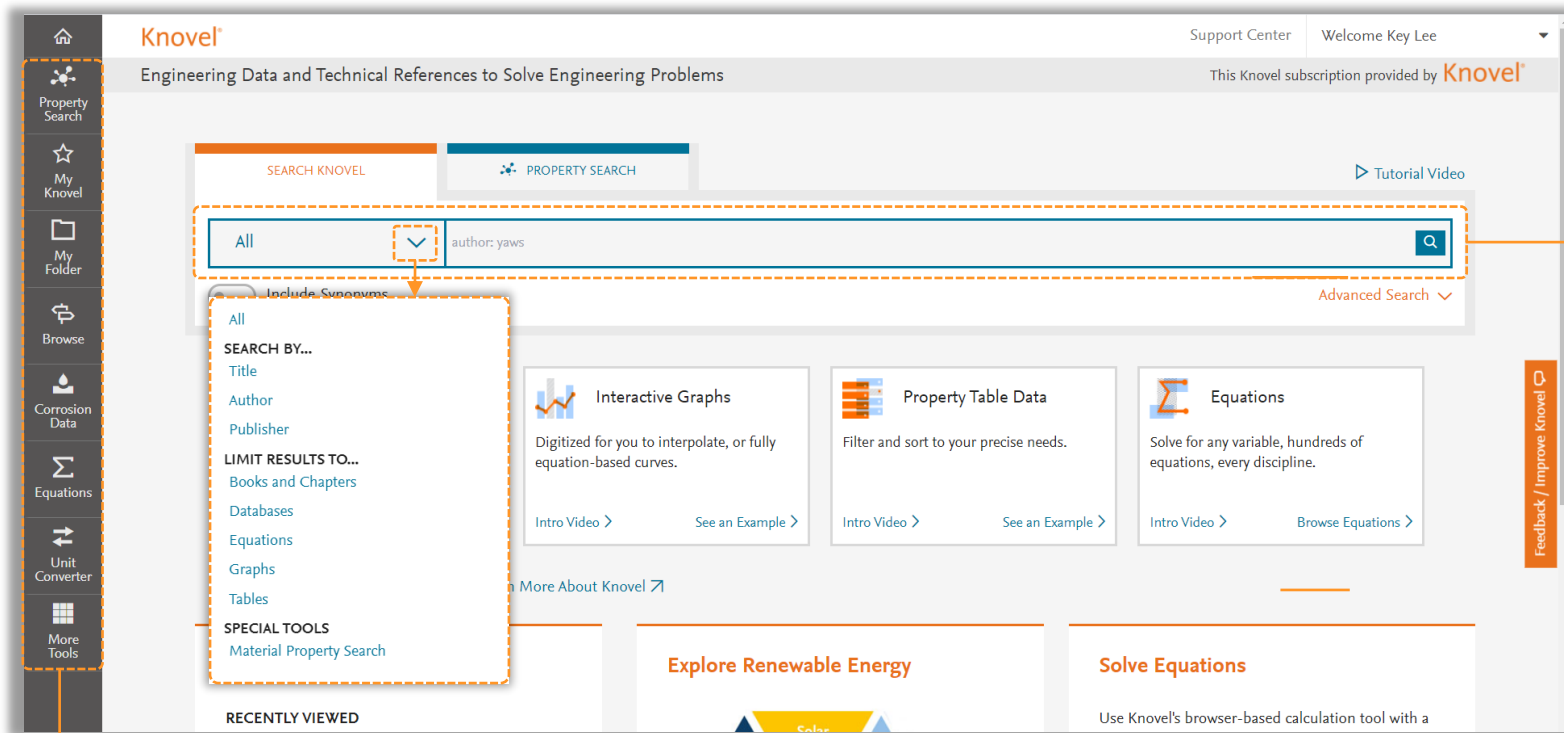 Knovel®
Support Center
Welcome Key Lee
Engineering Data and Technical References to Solve Engineering Problems
This Knovel subscription provided by Knovel®
Property
Search
My
Knovel
My
Folder
Browse
Corrosion
Data
Equations
Unit
Converter
More
Tools
SEARCH KNOVEL
PROPERTY SEARCH
Tutorial Video
All
author: yaws
Include Synonyms
Advanced Search
All
SEARCH BY...
Title
Author
Publisher
LIMIT RESULTS TO...
Books and Chapters
Databases
Equations
Graphs
Tables
SPECIAL TOOLS
Material Property Search
Interactive Graphs
Digitized for you to interpolate, or fully
equation-based curves.
Intro Video
See an Example
Property Table Data
Filter and sort to your precise needs.
Intro Video
See an Example
Equations
Solve for any variable, hundreds of
equations, every discipline.
Intro Video
Browse Equations
Feedback / Improve Knovel
More About Knovel
RECENTLY VIEWED
Explore Renewable Energy
Solar
Solve Equations
Use Knovel's browser-based calculation tool with a